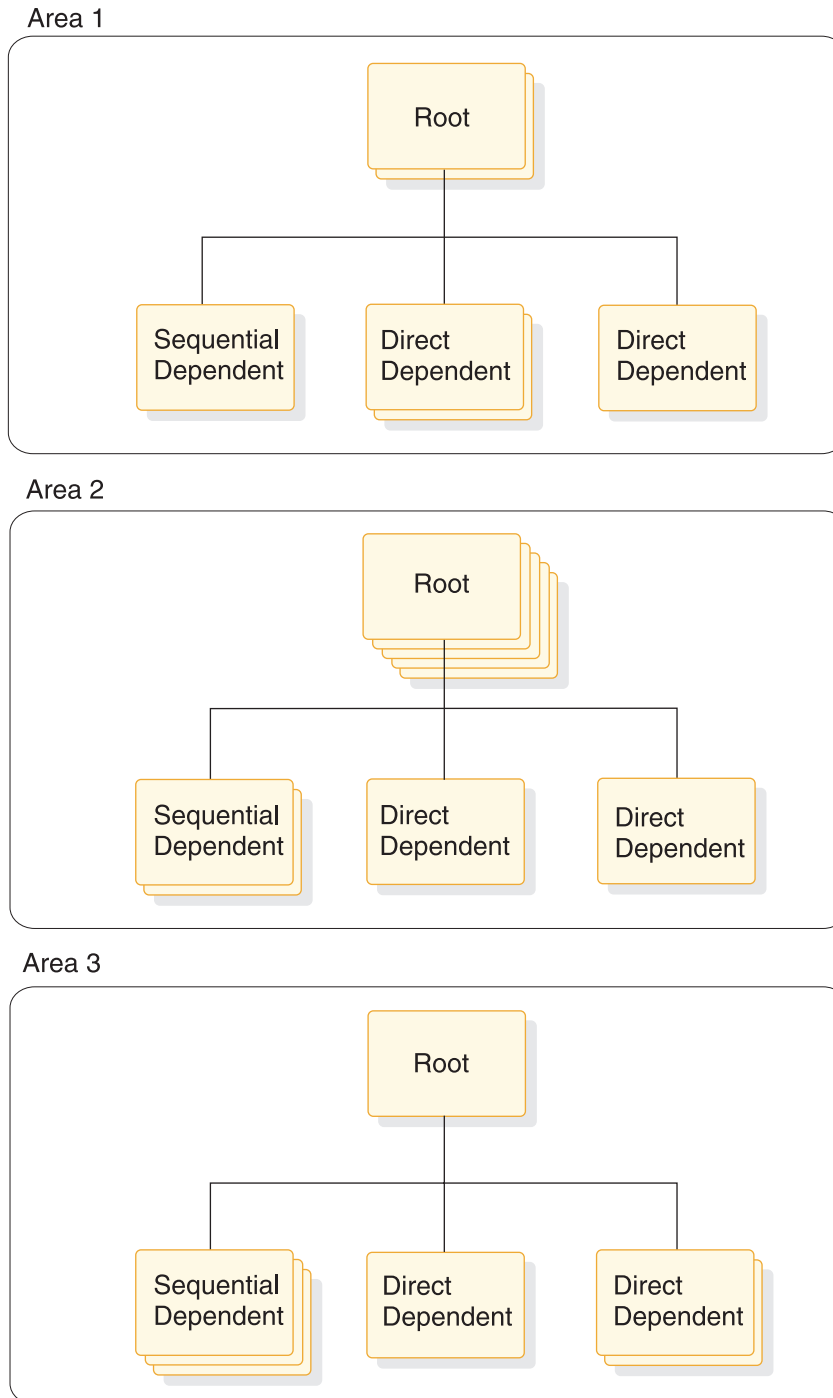 Area 1
Root
Sequential
Dependent
Direct
Dependent
Direct
Dependent
Area 2
Root
Sequential
Dependent
Direct
Dependent
Direct
Dependent
Area 3
Root
Sequential
Dependent
Direct
Dependent
Direct
Dependent